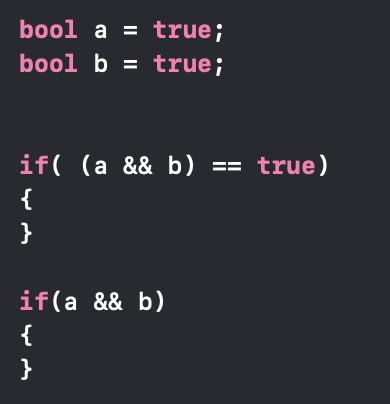 bool a = true;
bool b = true;
if( (a && b) == true)
{
}
if(a && b)
{
}